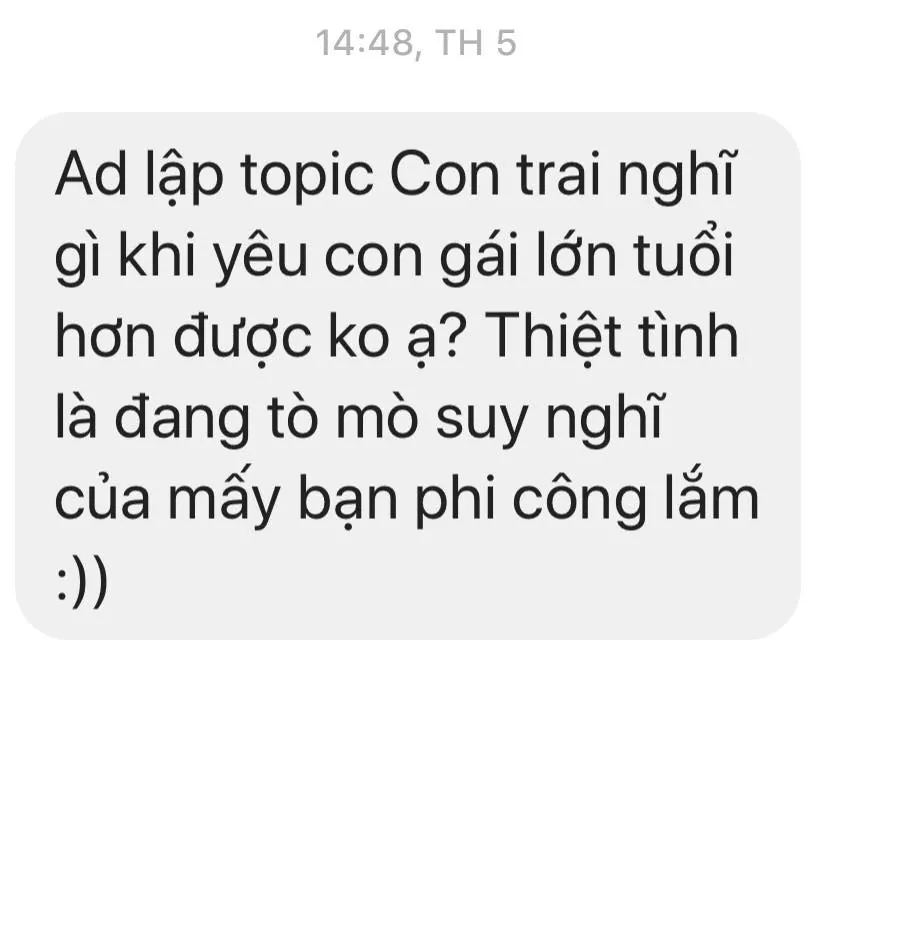 14:48, TH 5
Ad lập topic Con trai nghĩ
gì khi yêu con gái lớn tuổi
hơn được ko ạ? Thiệt tình
là đang tò mò suy nghĩ
của mấy bạn phi công lắm
:))